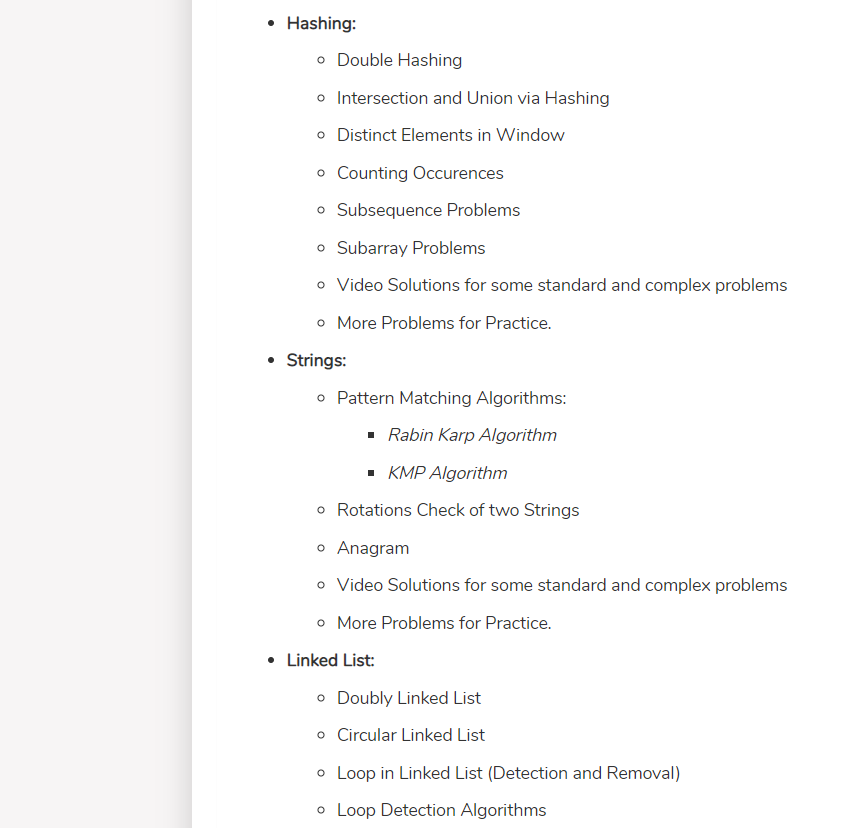 Hashing:
Double Hashing
Intersection and Union via Hashing
Distinct Elements in Window
Counting Occurences
Subsequence Problems
Subarray Problems
Video Solutions for some standard and complex problems
More Problems for Practice.
Strings:
Pattern Matching Algorithms:
Rabin Karp Algorithm
KMP Algorithm
Rotations Check of two Strings
Anagram
Video Solutions for some standard and complex problems
More Problems for Practice.
Linked List:
Doubly Linked List
Circular Linked List
Loop in Linked List (Detection and Removal)
Loop Detection Algorithms